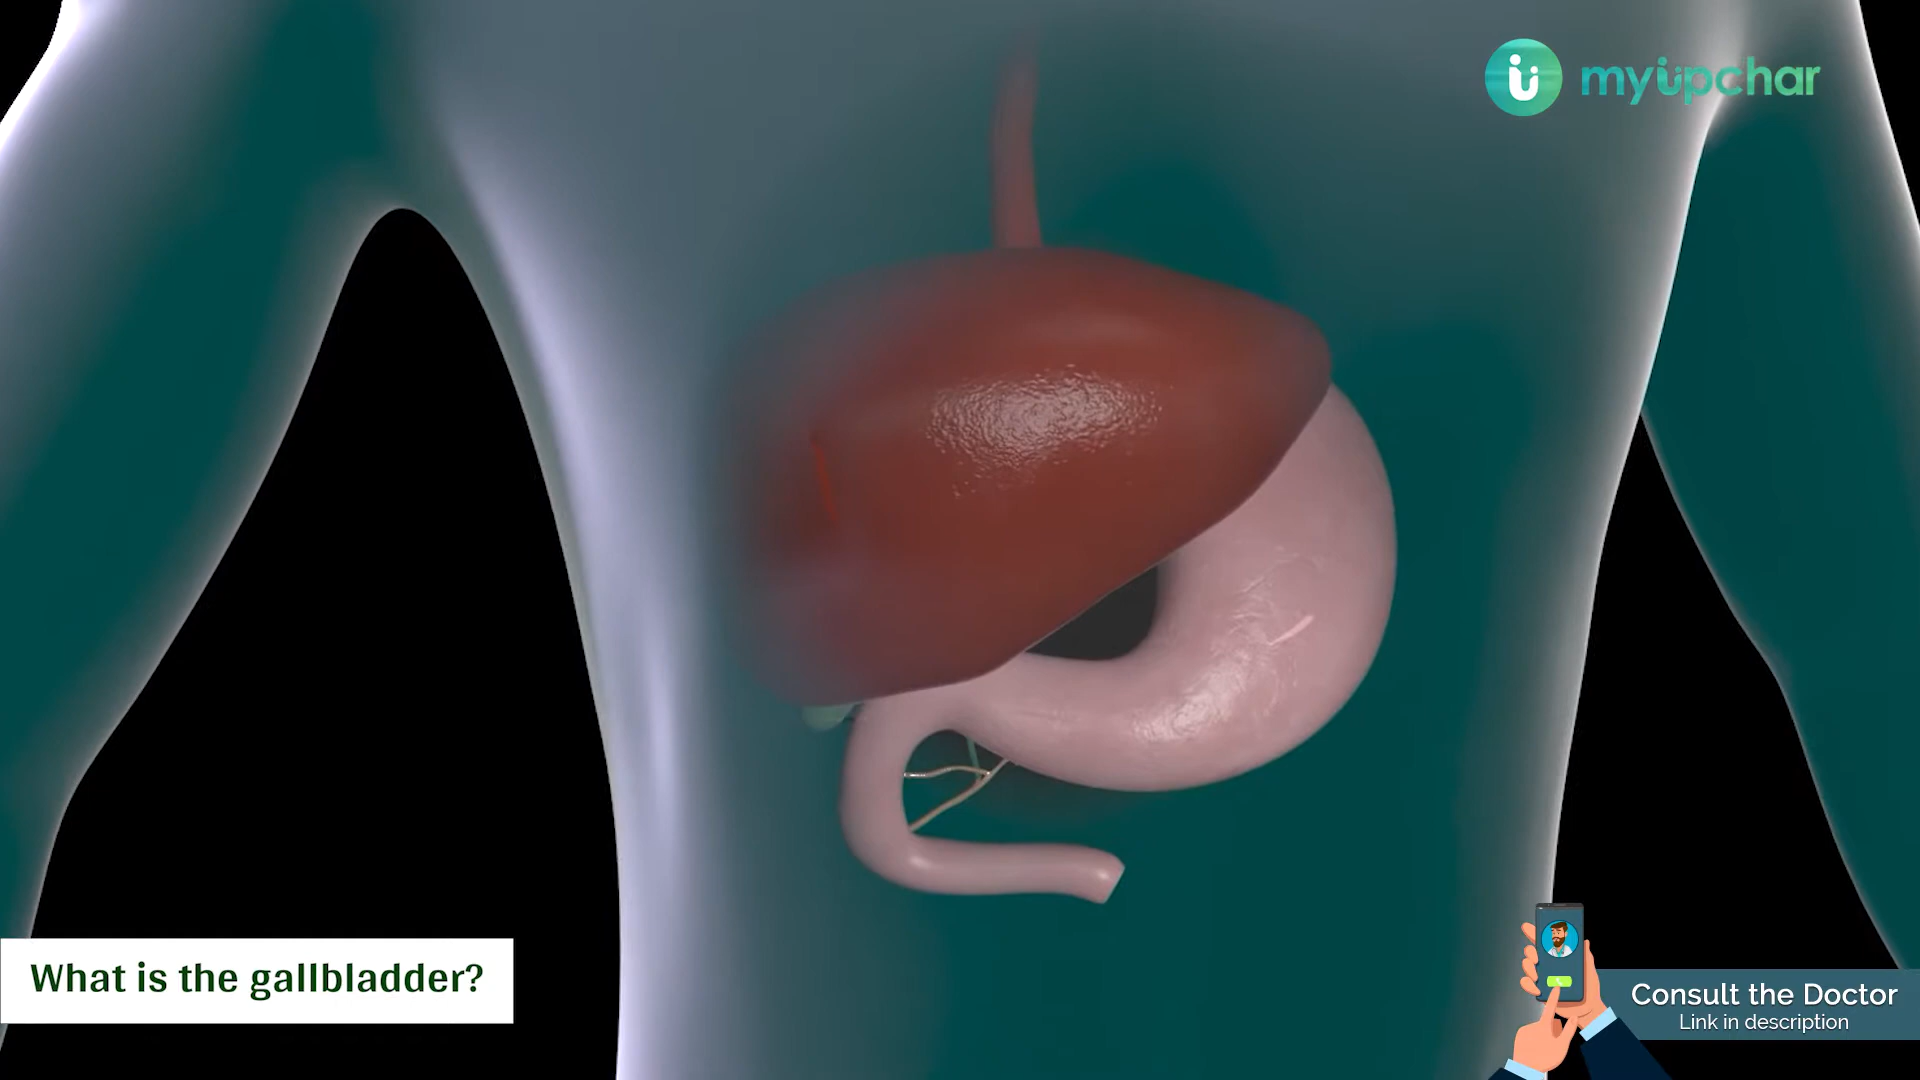 myUpchar
What is the gallbladder?
Consult the Doctor
Link in description